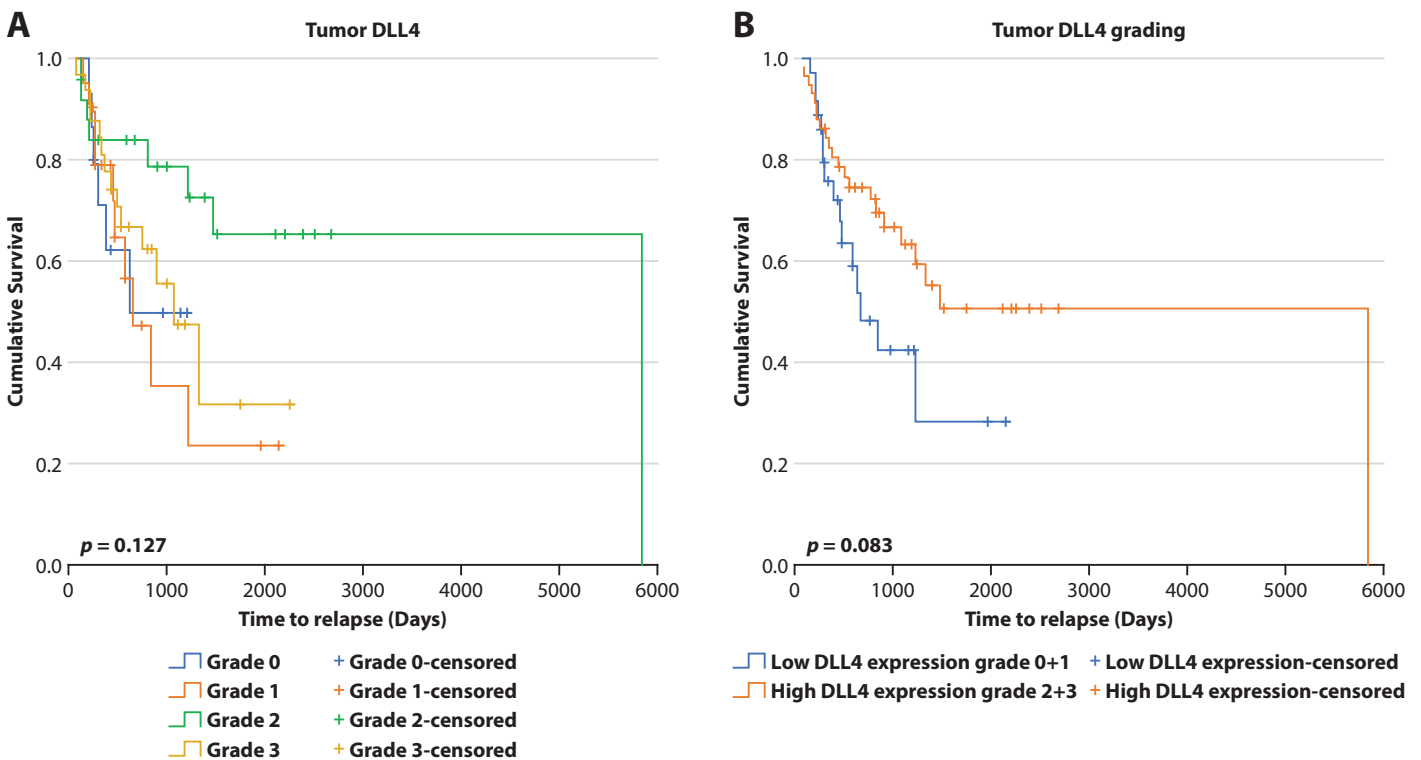 A
Tumor DLL4
1.0
0.8
0.6
0.4
0.2
0.0
Cumulative Survival
p = 0.127
0 1000 2000 3000 4000 5000 6000
Time to relapse (Days)
Grade 0 + Grade 0-censored
Grade 1 + Grade 1-censored
Grade 2 + Grade 2-censored
Grade 3 + Grade 3-censored
B
Tumor DLL4 grading
1.0
0.8
0.6
0.4
0.2
0.0
Cumulative Survival
p = 0.083
0 1000 2000 3000 4000 5000 6000
Time to relapse (Days)
Low DLL4 expression grade 0+1 + Low DLL4 expression-censored
High DLL4 expression grade 2+3 + High DLL4 expression-censored